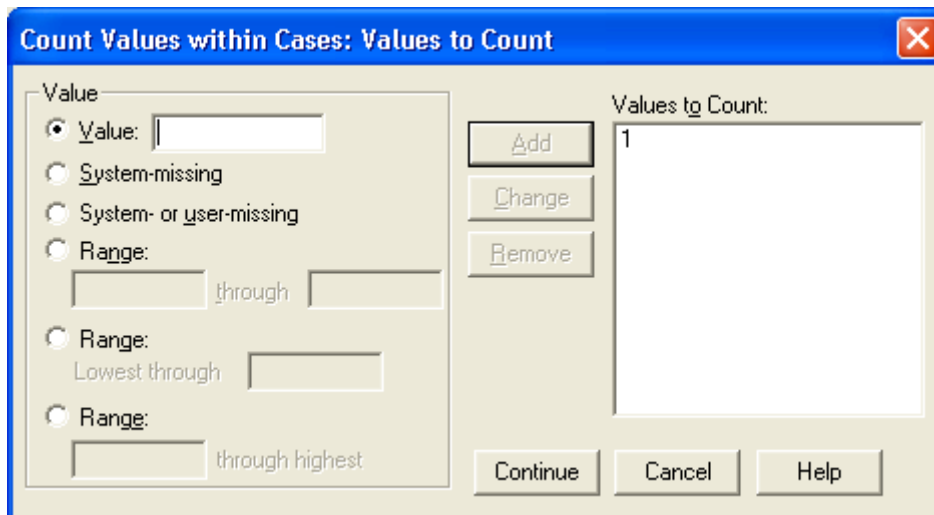 Count Values within Cases: Values to Count
Value
Value:
System-missing
System- or user-missing
Range:
through
Range:
Lowest through
Range:
through highest
Add
Change
Remove
Values to Count:
1
Continue
Cancel
Help